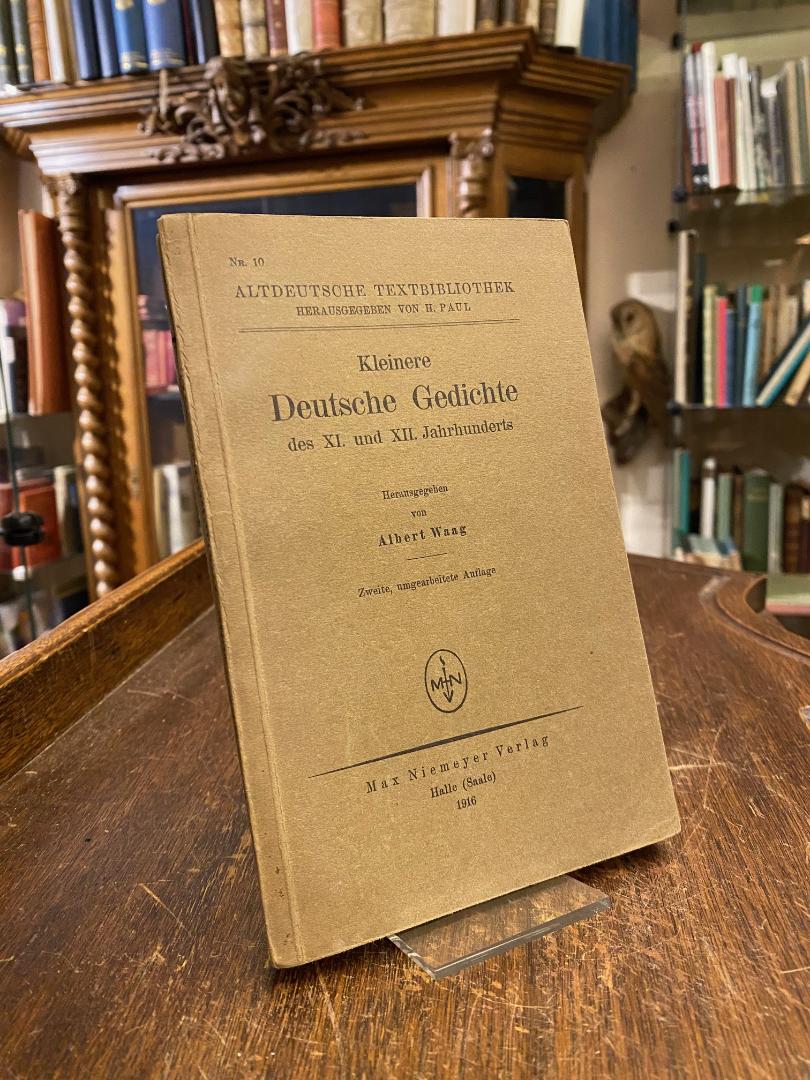 Nr. 10
ALTDEUTSCHE TEXTBIBLIOTHEK
HERAUSGEGEBEN VON H. PAUL
Kleinere
Deutsche Gedichte
des XI. und XII. Jahrhunderts
Herausgegeben
von
Albert Waag
Zweite, umgearbeitete Auflage
MN
Max Niemeyer Verlag
Halle (Saale)
1916